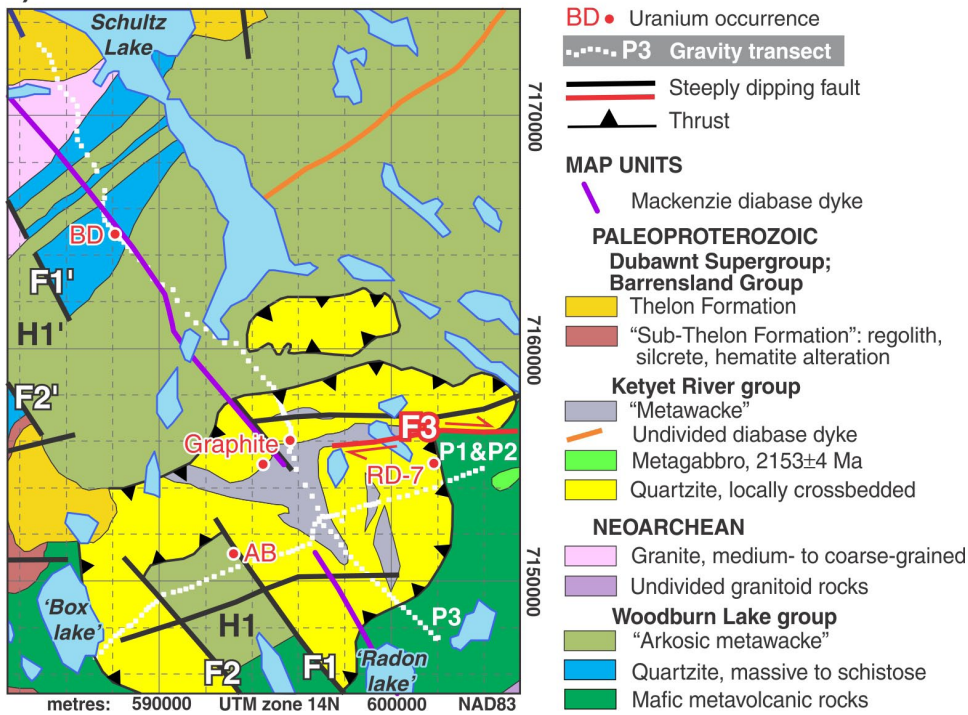 Schultz
Lake
BD
F1'
H1'
F2'
Graphite
F3
P1&P2
RD-7
AB
'Box
lake'
H1
P3
F2
F1
'Radon
lake'
7170000
7160000
7150000
metres: 590000 UTM zone 14N 600000 NAD83
BD Uranium occurrence
P3 Gravity transect
Steeply dipping fault
Thrust
MAP UNITS
Mackenzie diabase dyke
PALEOPROTEROZOIC
Dubawnt Supergroup;
Barrensland Group
Thelon Formation
“Sub-Thelon Formation”: regolith,
silcrete, hematite alteration
Ketyet River group
“Metawacke”
Undivided diabase dyke
Metagabbro, 2153±4 Ma
Quartzite, locally crossbedded
NEOARCHEAN
Granite, medium- to coarse-grained
Undivided granitoid rocks
Woodburn Lake group
“Arkosic metawacke”
Quartzite, massive to schistose
Mafic metavolcanic rocks